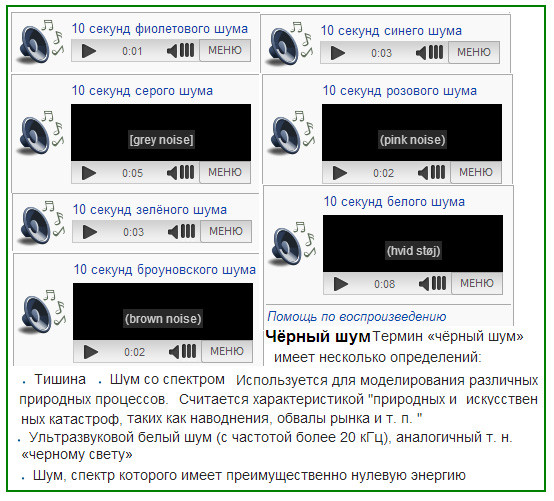 10 секунд фиолетового шума
0:01 МЕНЮ
10 секунд синего шума
0:03 МЕНЮ
10 секунд серого шума
[grey noise]
0:05 МЕНЮ
10 секунд розового шума
(pink noise)
0:02 МЕНЮ
10 секунд зелёного шума
0:03 МЕНЮ
10 секунд белого шума
(hvid støj)
0:08 МЕНЮ
10 секунд броуновского шума
(brown noise)
0:02 МЕНЮ
Помощь по воспроизведению
Чёрный шум Термин «чёрный шум»
имеет несколько определений:
. Тишина . Шум со спектром Используется для моделирования различных
природных процессов. Считается характеристикой "природных и искусствен
ных катастроф, таких как наводнения, обвалы рынка и т. п. "
. Ультразвуковой белый шум (с частотой более 20 кГц), аналогичный т. н.
«черному свету»
. Шум, спектр которого имеет преимущественно нулевую энергию